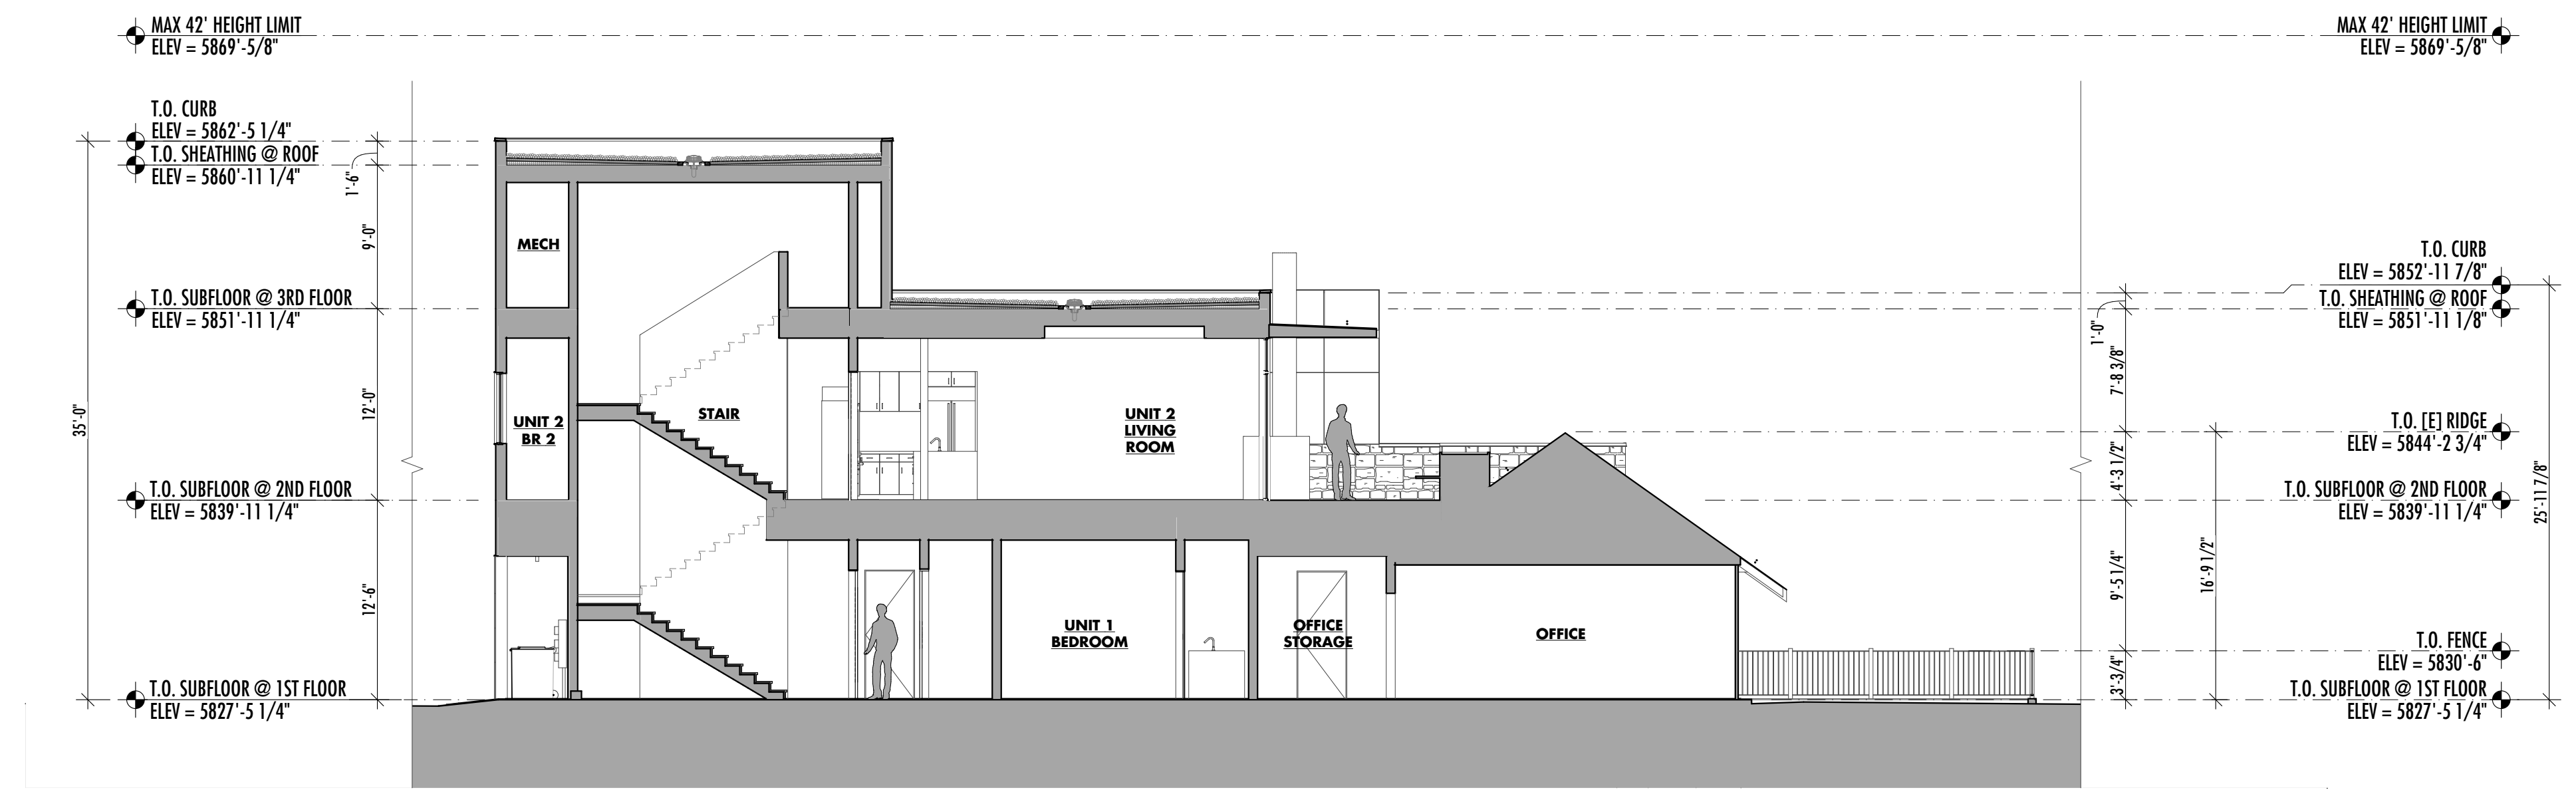 MAX 42' HEIGHT LIMIT
ELEV = 5869'-5/8"
MAX 42' HEIGHT LIMIT
ELEV = 5869'-5/8"
T.O. CURB
ELEV = 5862'-5 1/4"
T.O. SHEATHING @ ROOF
ELEV = 5860'-11 1/4"
T.O. SUBFLOOR @ 3RD FLOOR
ELEV = 5851'-11 1/4"
T.O. SUBFLOOR @ 2ND FLOOR
ELEV = 5839'-11 1/4"
T.O. SUBFLOOR @ 1ST FLOOR
ELEV = 5827'-5 1/4"
35'-0"
1'-6"
9'-0"
12'-0"
12'-6"
MECH
UNIT 2
BR 2
STAIR
UNIT 2
LIVING
ROOM
UNIT 1
BEDROOM
OFFICE
STORAGE
OFFICE
1'-0"
7'-8 3/8"
4'-3 1/2"
9'-5 1/4"
3'-3/4"
16'-9 1/2"
25'-11 7/8"
T.O. CURB
ELEV = 5852'-11 7/8"
T.O. SHEATHING @ ROOF
ELEV = 5851'-11 1/8"
T.O. [E] RIDGE
ELEV = 5844'-2 3/4"
T.O. SUBFLOOR @ 2ND FLOOR
ELEV = 5839'-11 1/4"
T.O. FENCE
ELEV = 5830'-6"
T.O. SUBFLOOR @ 1ST FLOOR
ELEV = 5827'-5 1/4"